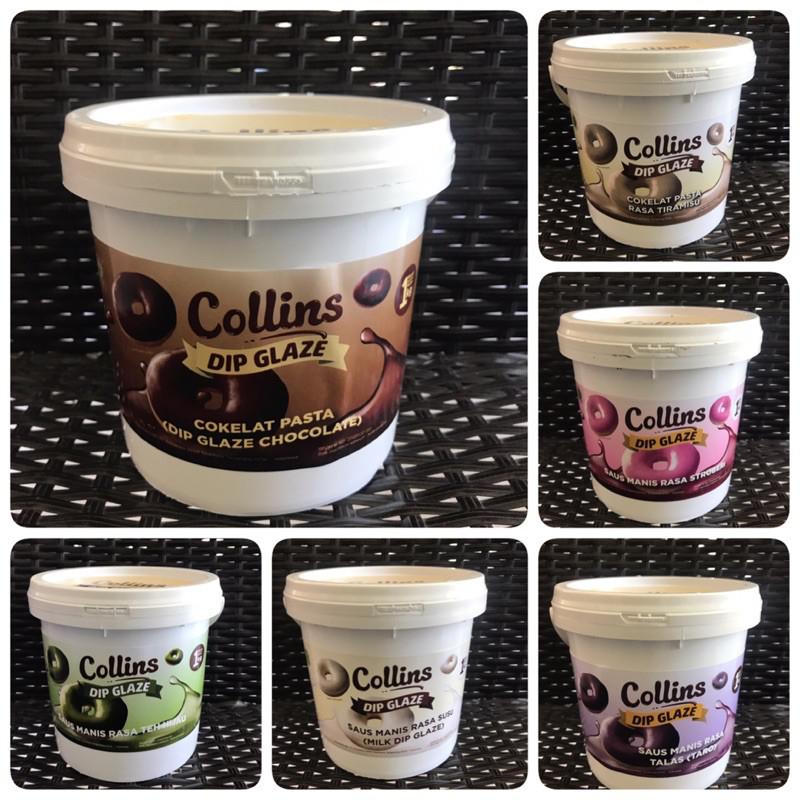 Collins
DIP GLAZE
COKELAT PASTA
(DIP GLAZE CHOCOLATE)
Collins
DIP GLAZE
COKELAT PASTA
RASA TIRAMISU
Collins
DIP GLAZE
SAUS MANIS RASA STROBERI
Collins
DIP GLAZE
SAUS MANIS RASA TEH HIJAU
Collins
DIP GLAZE
SAUS MANIS RASA SUSU
(MILK DIP GLAZE)
Collins
DIP GLAZE
SAUS MANIS RASA
TALAS (TARO)